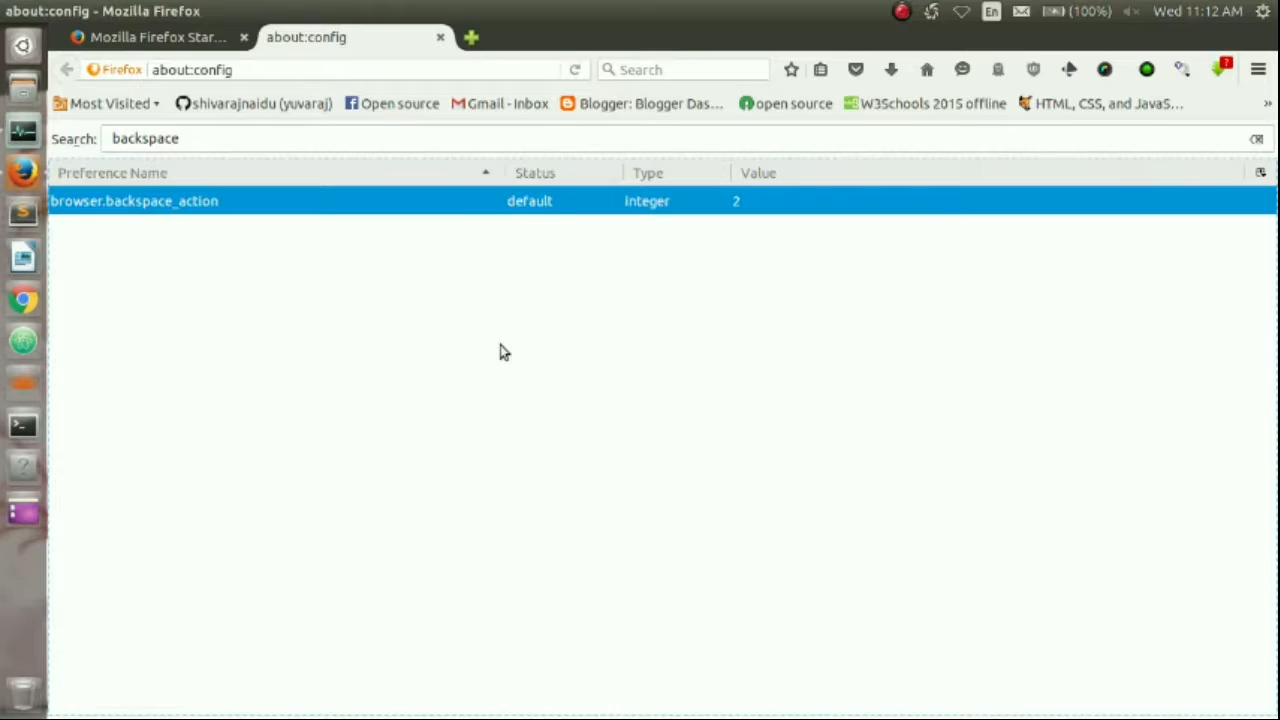 about:config - Mozilla Firefox
En
(100%)
Wed 11:12 AM
Mozilla Firefox Star...
about:config
Firefox
about:config
Search
?
Most Visited
shivarajnaidu (yuvaraj)
Open source
Gmail - Inbox
Blogger: Blogger Das...
open source
W3Schools 2015 offline
HTML, CSS, and JavaS...
»
Search: backspace
Preference Name Status Type Value
browser.backspace_action default integer 2